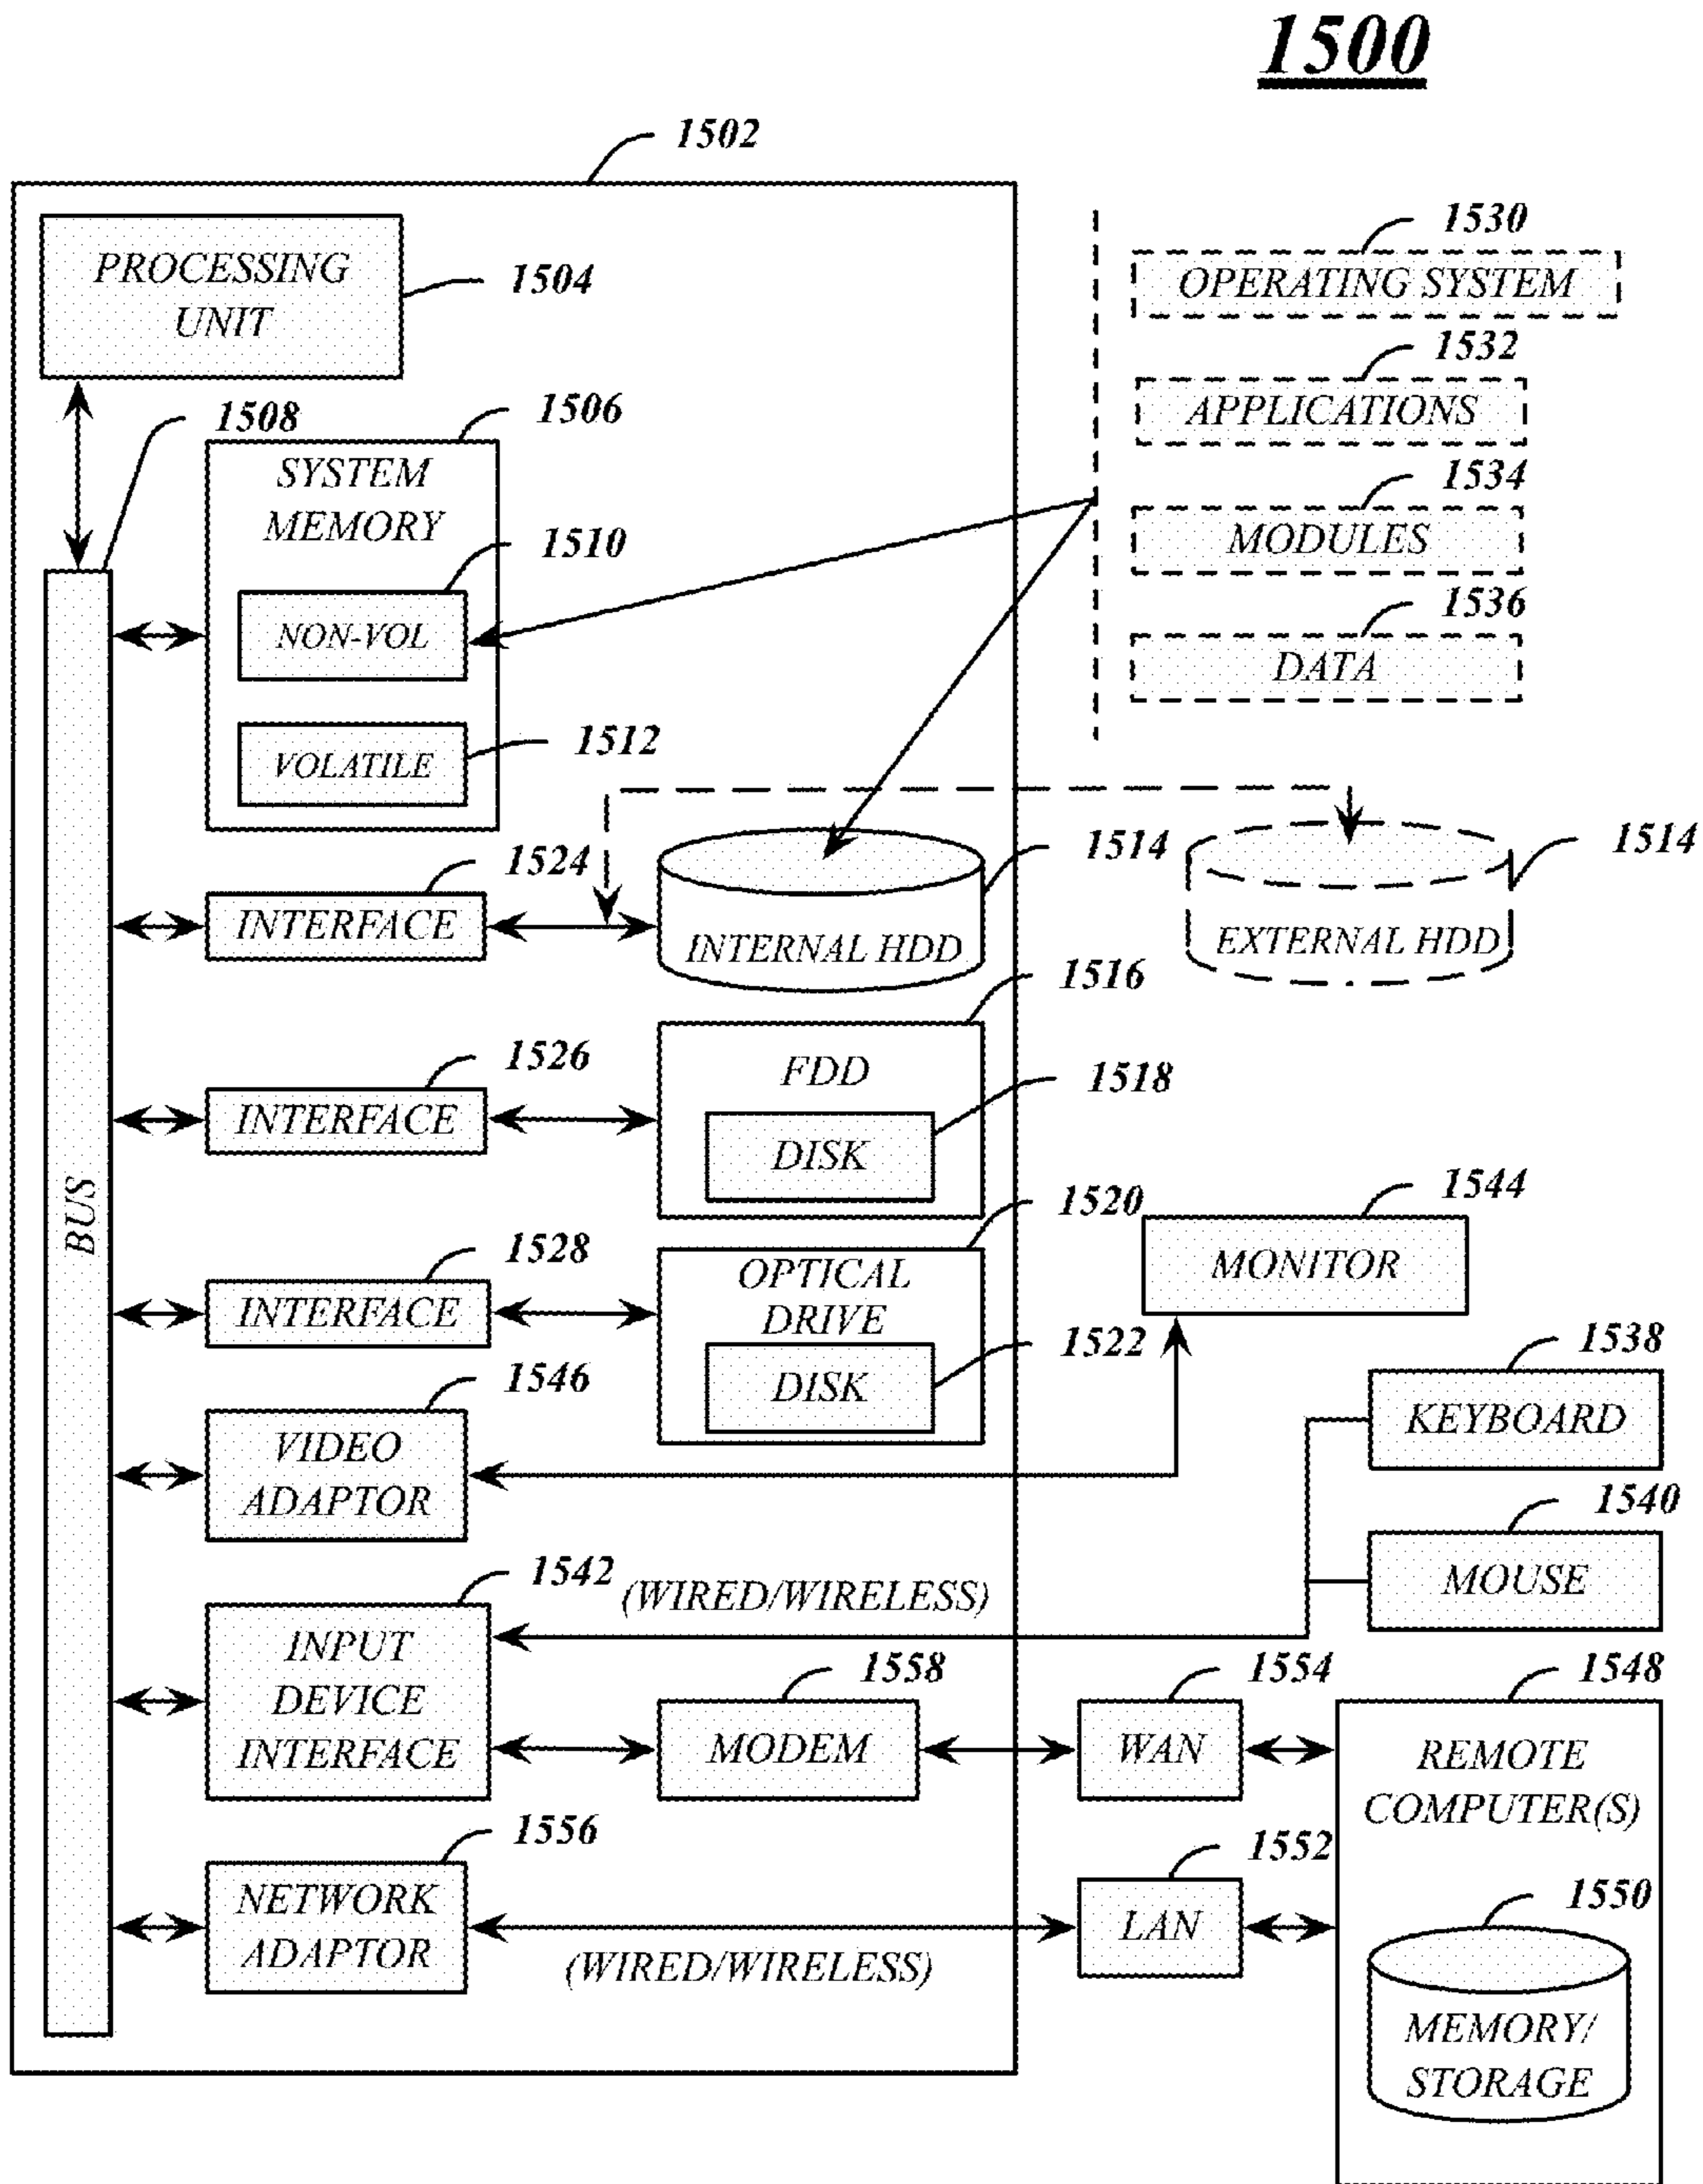 1500
1502
PROCESSING
UNIT
1504
1530
OPERATING SYSTEM
1532
APPLICATIONS
1534
MODULES
1536
DATA
1508
1506
SYSTEM
MEMORY
1510
NON-VOL
1512
VOLATILE
BUS
1524
INTERFACE
1514
INTERNAL HDD
1514
EXTERNAL HDD
1516
FDD
1518
DISK
1526
INTERFACE
1520
OPTICAL
DRIVE
1522
DISK
1528
INTERFACE
1544
MONITOR
1546
VIDEO
ADAPTOR
1538
KEYBOARD
1540
MOUSE
1542
(WIRED/WIRELESS)
INPUT
DEVICE
INTERFACE
1558
MODEM
1554
WAN
1548
REMOTE
COMPUTER(S)
1556
NETWORK
ADAPTOR
(WIRED/WIRELESS)
1552
LAN
1550
MEMORY/
STORAGE